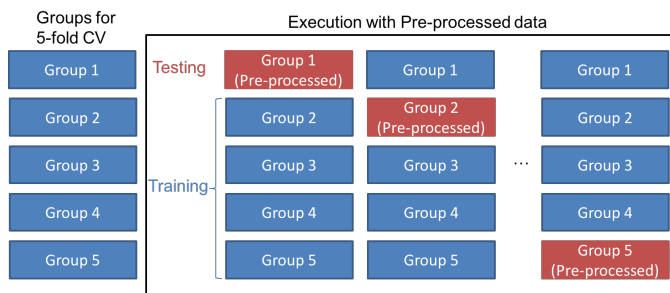 Groups for
5-fold CV
Group 1
Group 2
Group 3
Group 4
Group 5
Execution with Pre-processed data
Testing
Training
Group 1
(Pre-processed)
Group 2
Group 3
Group 4
Group 5
Group 1
Group 2
(Pre-processed)
Group 3
Group 4
Group 5
...
Group 1
Group 2
Group 3
Group 4
Group 5
(Pre-processed)